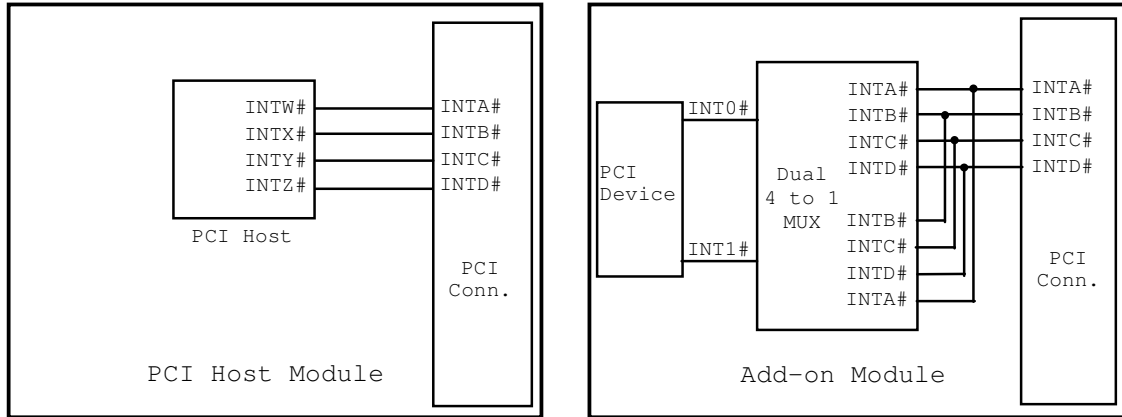 INTW#
INTX#
INTY#
INTZ#
PCI Host
INTA#
INTB#
INTC#
INTD#
PCI
Conn.
PCI Host Module
PCI
Device
INT0#
INT1#
Dual
4 to 1
MUX
INTA#
INTB#
INTC#
INTD#
INTB#
INTC#
INTD#
INTA#
INTA#
INTB#
INTC#
INTD#
PCI
Conn.
Add-on Module